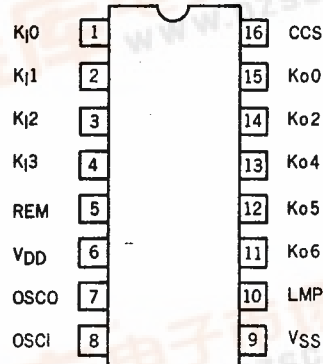 KI0 1 16 CCS
KI1 2 15 Ko0
KI2 3 14 Ko2
KI3 4 13 Ko4
REM 5 12 Ko5
VDD 6 11 Ko6
OSCO 7 10 LMP
OSCI 8 9 VSS